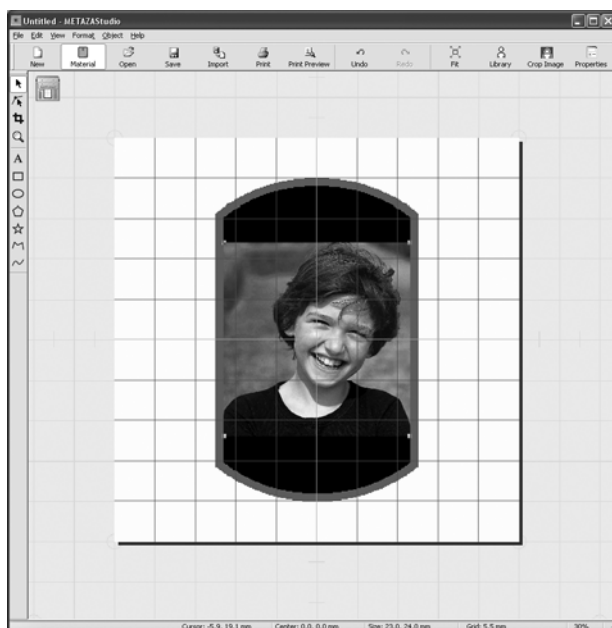 Untitled - METAZAStudio
File Edit View Format Object Help
New Material Open Save Import Print Print Preview Undo Redo Fit Library Crop Image Properties
A
Cursor: -5.9, 19.1 mm Center: 0.0, 0.0 mm Size: 23.0, 24.0 mm Grid: 5.5 mm 30%